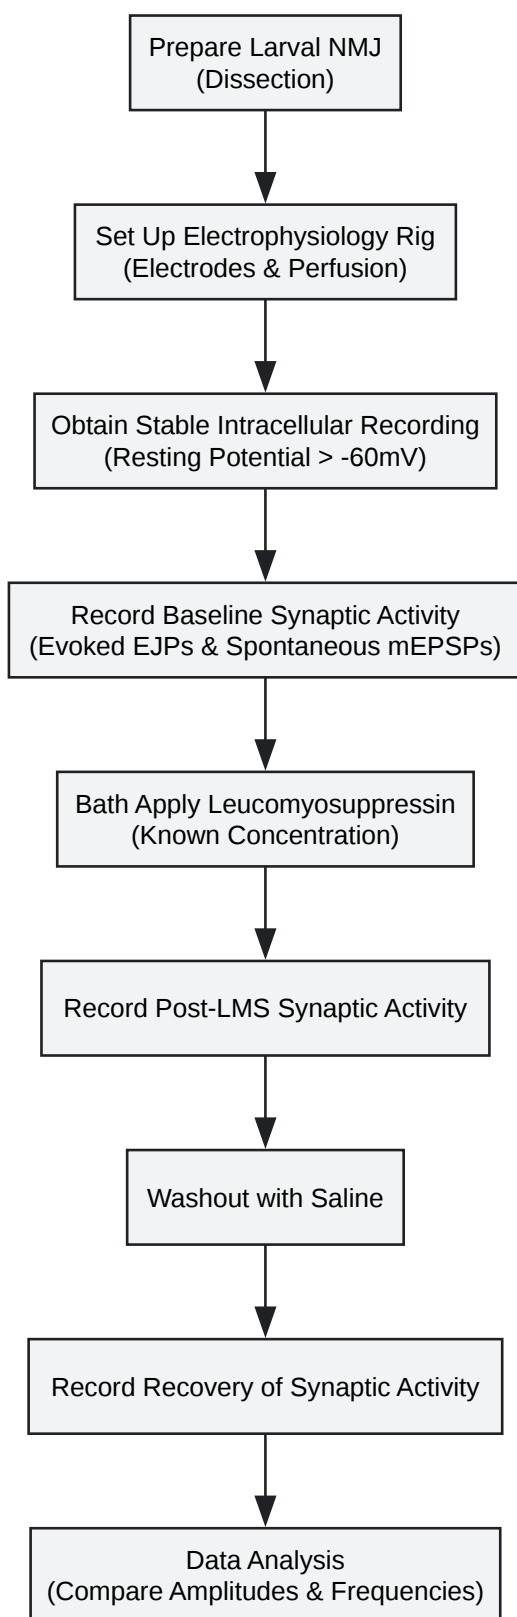 Prepare Larval NMJ
(Dissection)
Set Up Electrophysiology Rig
(Electrodes & Perfusion)
Obtain Stable Intracellular Recording
(Resting Potential > -60mV)
Record Baseline Synaptic Activity
(Evoked EJPs & Spontaneous mEPSPs)
Bath Apply Leucomyosuppressin
(Known Concentration)
Record Post-LMS Synaptic Activity
Washout with Saline
Record Recovery of Synaptic Activity
Data Analysis
(Compare Amplitudes & Frequencies)